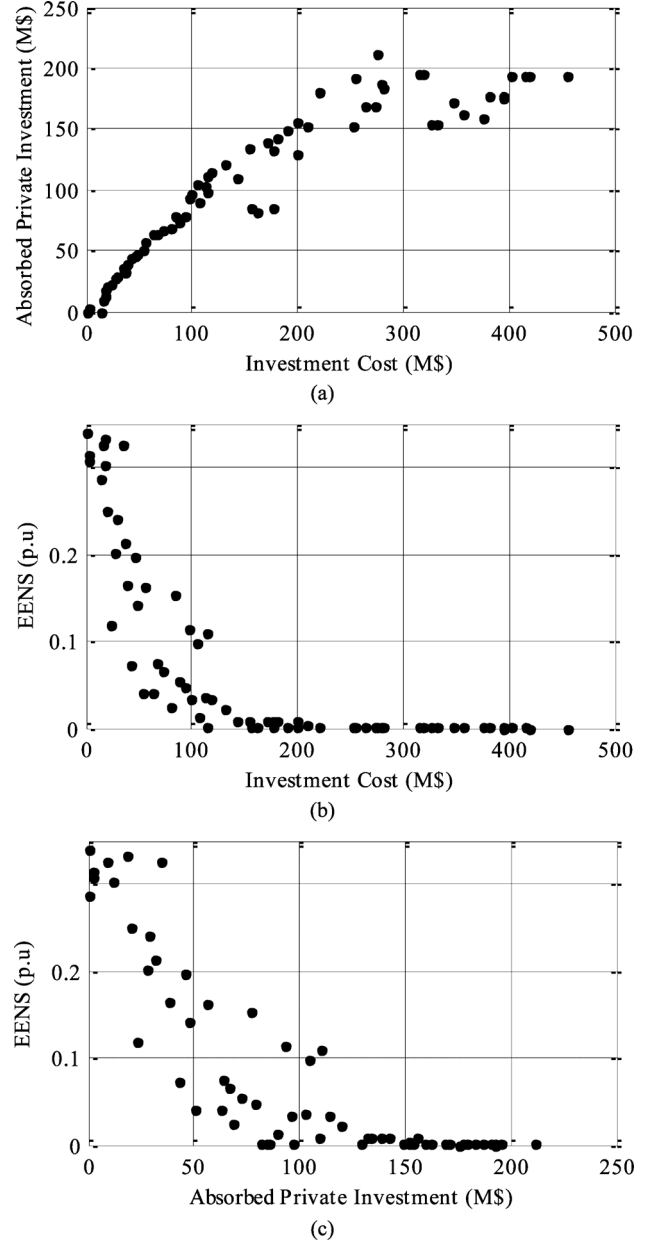 250
200
150
100
50
0
Absorbed Private Investment (M$)
0 100 200 300 400 500
Investment Cost (M$)
(a)
0.2
0.1
0
EENS (p.u)
0 100 200 300 400 500
Investment Cost (M$)
(b)
0.2
0.1
0
EENS (p.u)
0 50 100 150 200 250
Absorbed Private Investment (M$)
(c)